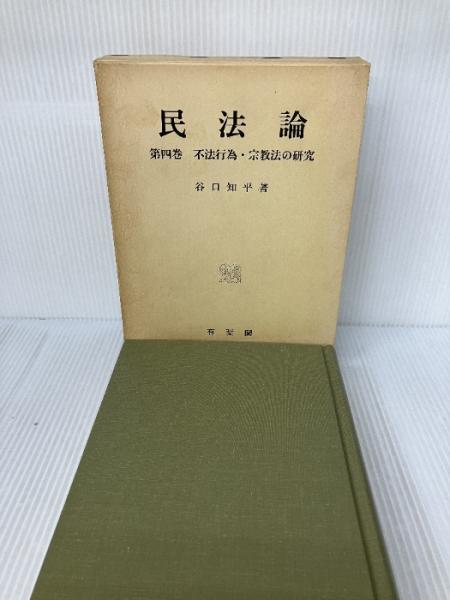 民法論
第四巻 不法行為・宗教法の研究
谷口知平著
有斐閣